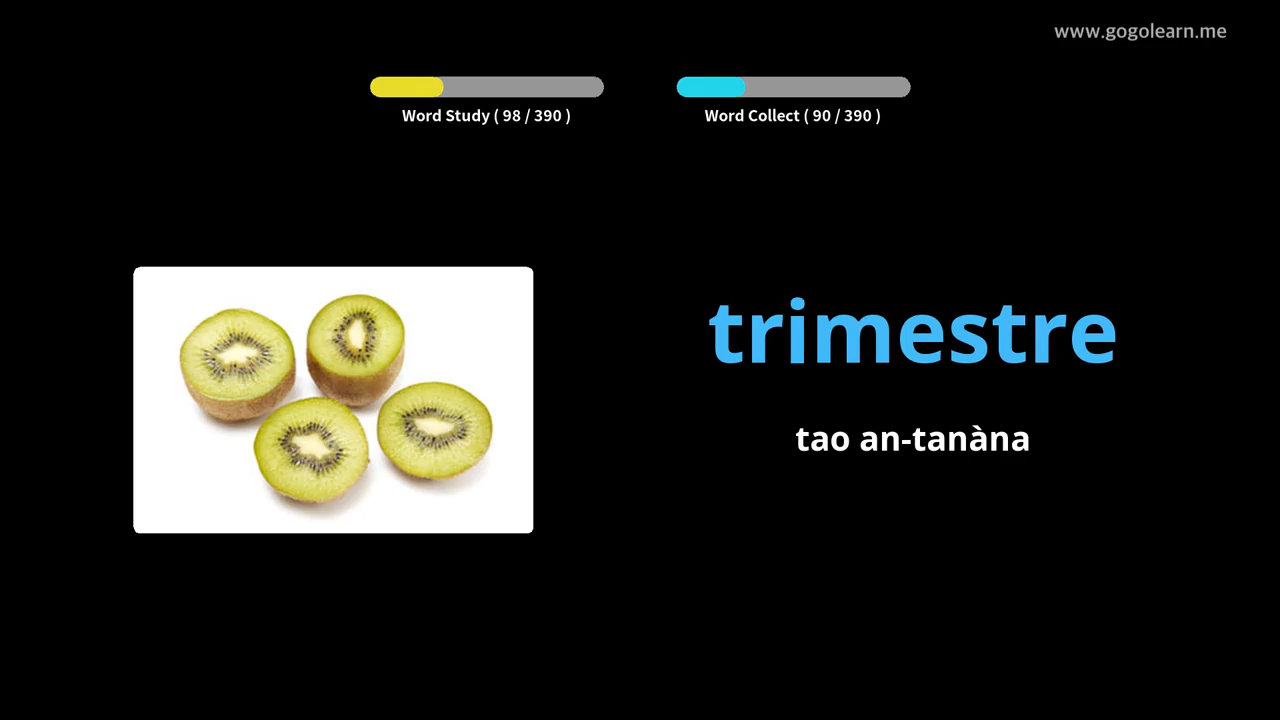 www.gogolearn.me
Word Study ( 98 / 390 )
Word Collect ( 90 / 390 )
trimestre
tao an-tanàna